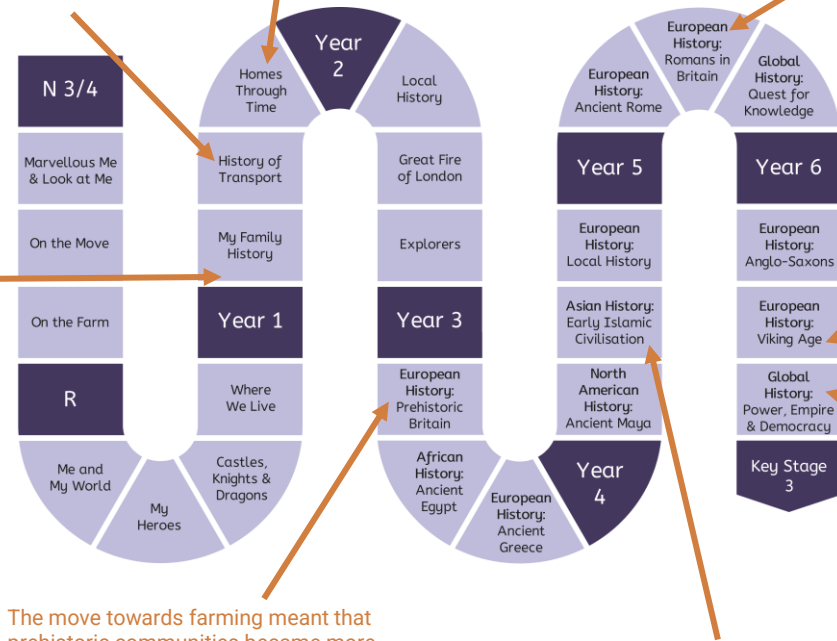 N 3/4
Marvellous Me
& Look at Me
On the Move
On the Farm
R
Me and
My World
My
Heroes
Castles,
Knights &
Dragons
Where
We Live
Year 1
My Family
History
History of
Transport
Homes
Through
Time
Year
2
Local
History
Great Fire
of London
Explorers
Year 3
European
History:
Prehistoric
Britain
African
History:
Ancient
Egypt
European
History:
Ancient
Greece
Year
4
North
American
History:
Ancient Maya
Asian History:
Early Islamic
Civilisation
European
History:
Local History
Year 5
European
History:
Ancient Rome
European
History:
Romans in
Britain
Global
History:
Quest for
Knowledge
Year 6
European
History:
Anglo-Saxons
European
History:
Viking Age
Global
History:
Power, Empire
& Democracy
Key Stage
3
The move towards farming meant that
prehistoric communities became more